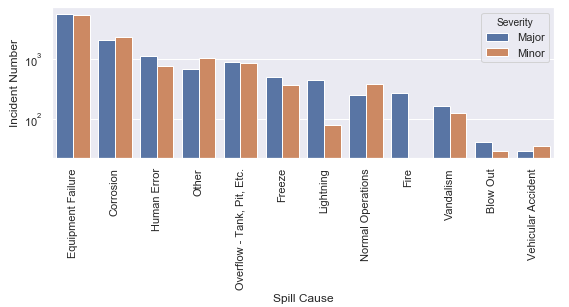 Severity
Major
Minor
10³
10²
Incident Number
Equipment Failure
Corrosion
Human Error
Other
Overflow - Tank, Pit, Etc.
Freeze
Lightning
Normal Operations
Fire
Vandalism
Blow Out
Vehicular Accident
Spill Cause